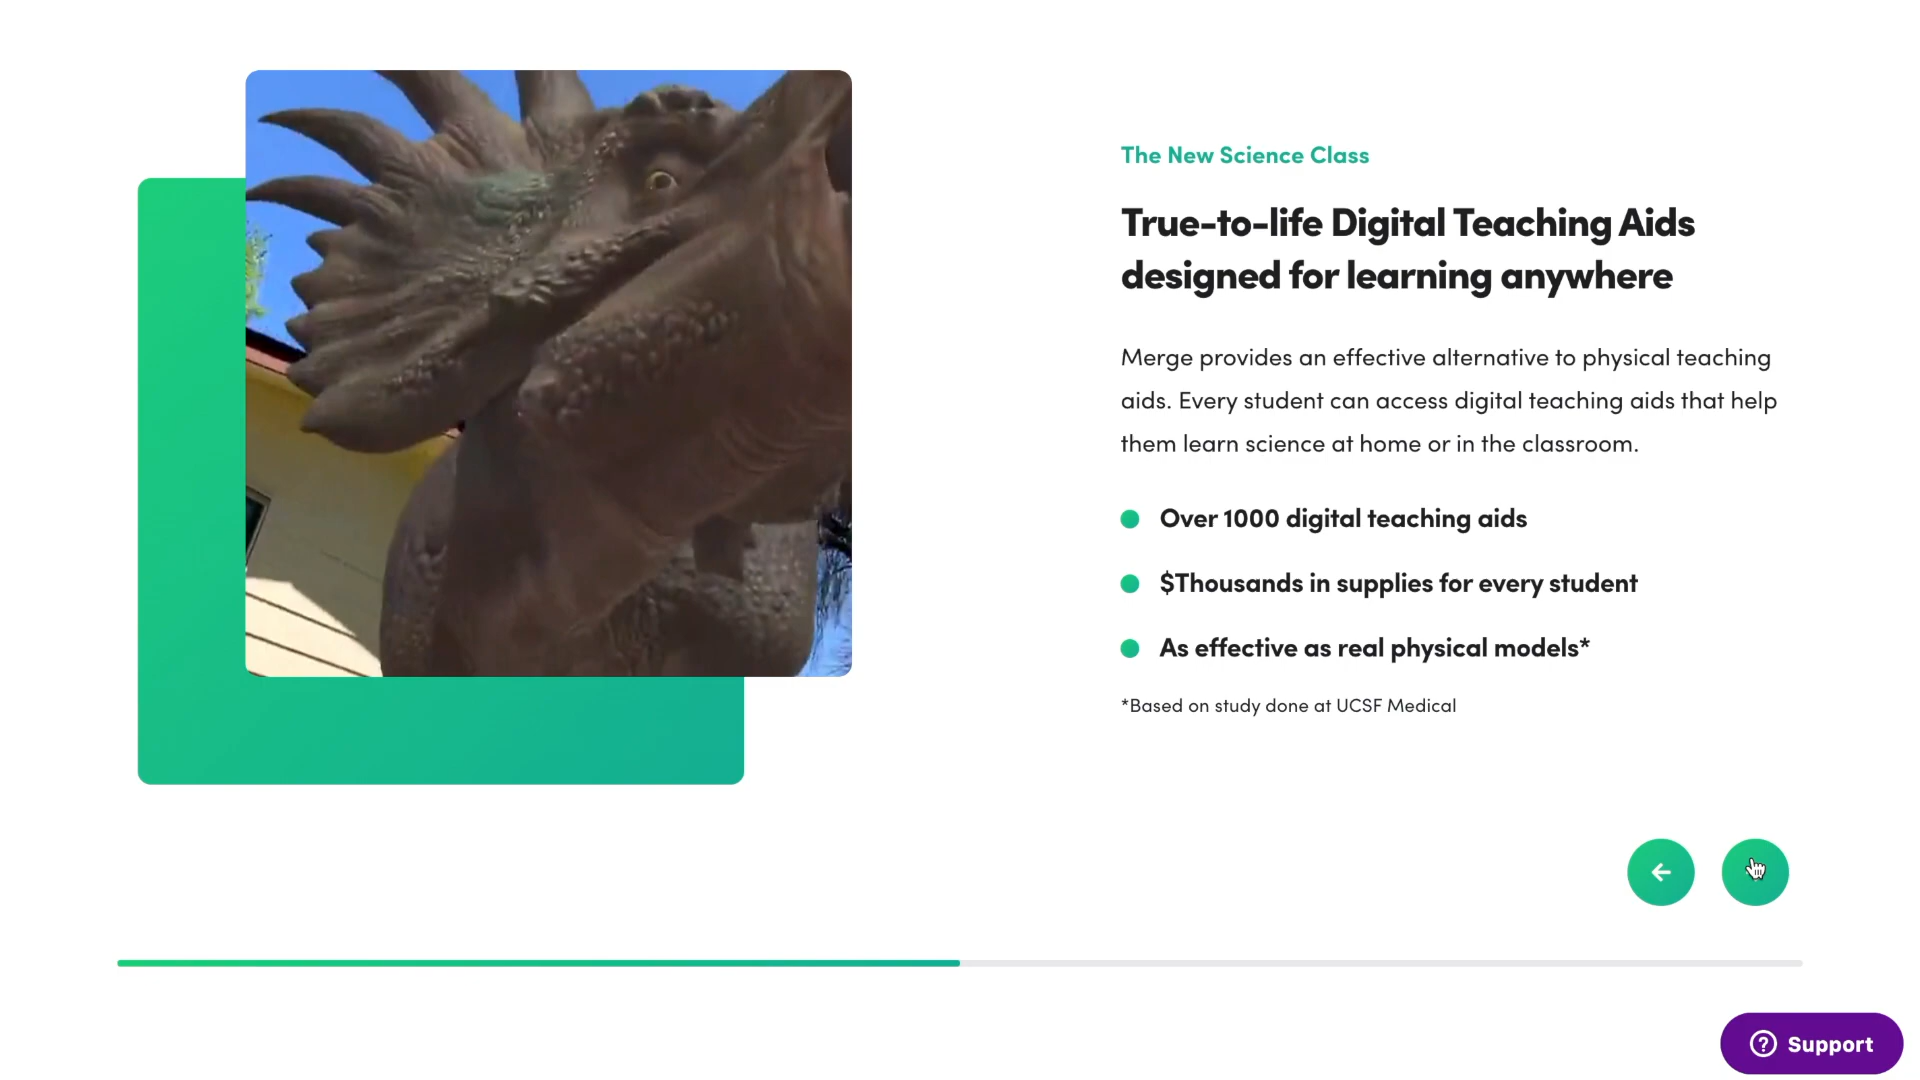 The New Science Class
True-to-life Digital Teaching Aids
designed for learning anywhere
Merge provides an effective alternative to physical teaching
aids. Every student can access digital teaching aids that help
them learn science at home or in the classroom.
Over 1000 digital teaching aids
$Thousands in supplies for every student
As effective as real physical models*
*Based on study done at UCSF Medical
Support